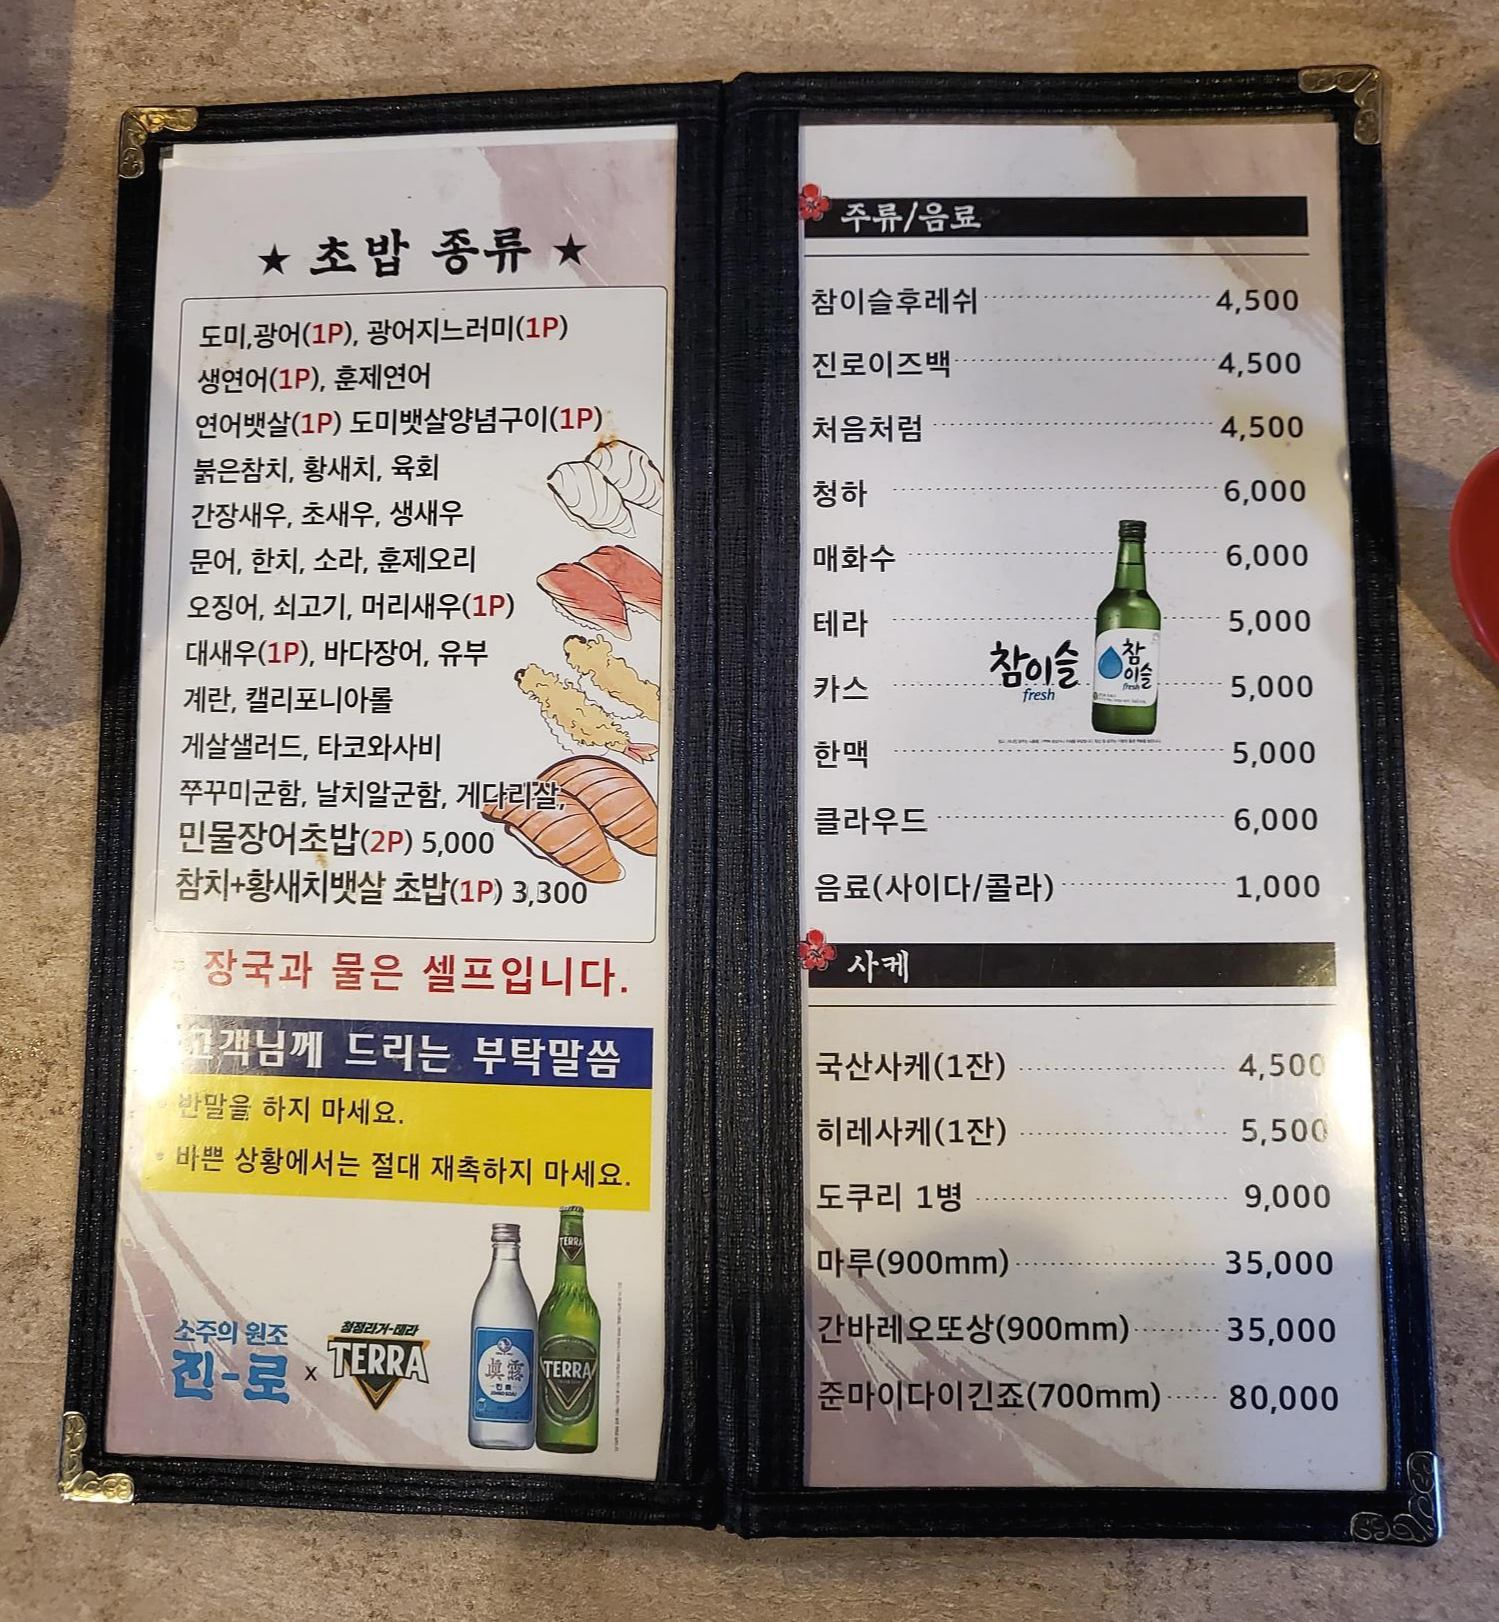 ★ 초밥 종류 ★
도미,광어(1P), 광어지느러미(1P)
생연어(1P), 훈제연어
연어뱃살(1P) 도미뱃살양념구이(1P)
붉은참치, 황새치, 육회
간장새우, 초새우, 생새우
문어, 한치, 소라, 훈제오리
오징어, 쇠고기, 머리새우(1P)
대새우(1P), 바다장어, 유부
계란, 캘리포니아롤
게살샐러드, 타코와사비
쭈꾸미군함, 날치알군함, 게다리살,
민물장어초밥(2P) 5,000
참치+황새치뱃살 초밥(1P) 3,300
장국과 물은 셀프입니다.
고객님께 드리는 부탁말씀
• 반말을 하지 마세요.
• 바쁜 상황에서는 절대 재촉하지 마세요.
소주의 원조
진-로 x
청정라거-테라
TERRA
眞露
진로
TERRA
TERRA
주류/음료
참이슬후레쉬 4,500
진로이즈백 4,500
처음처럼 4,500
청하 6,000
매화수 6,000
테라 5,000
카스 5,000
한맥 5,000
클라우드 6,000
음료(사이다/콜라) 1,000
참이슬
fresh
참이슬
fresh
사케
국산사케(1잔) 4,500
히레사케(1잔) 5,500
도쿠리 1병 9,000
마루(900mm) 35,000
간바레오또상(900mm) 35,000
준마이다이긴죠(700mm) 80,000